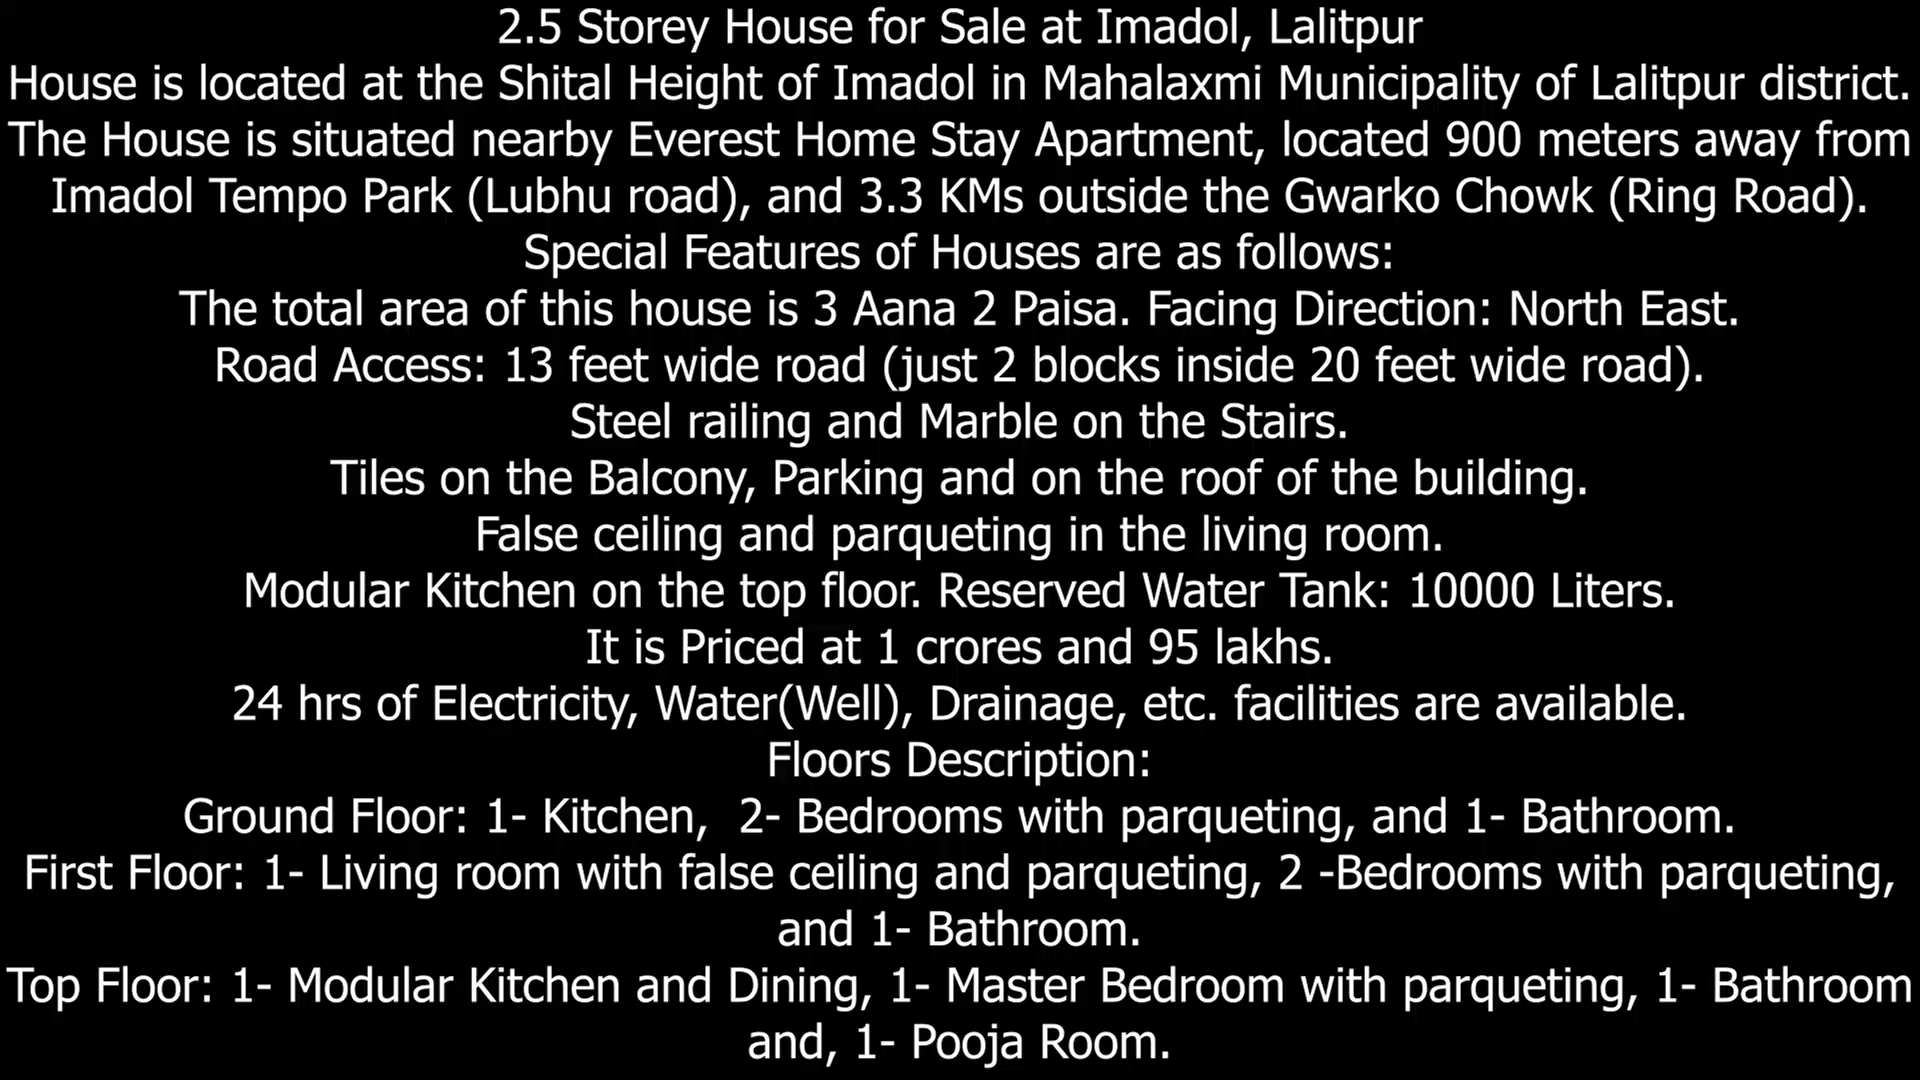 2.5 Storey House for Sale at Imadol, Lalitpur
House is located at the Shital Height of Imadol in Mahalaxmi Municipality of Lalitpur district.
The House is situated nearby Everest Home Stay Apartment, located 900 meters away from
Imadol Tempo Park (Lubhu road), and 3.3 KMs outside the Gwarko Chowk (Ring Road).
Special Features of Houses are as follows:
The total area of this house is 3 Aana 2 Paisa. Facing Direction: North East.
Road Access: 13 feet wide road (just 2 blocks inside 20 feet wide road).
Steel railing and Marble on the Stairs.
Tiles on the Balcony, Parking and on the roof of the building.
False ceiling and parqueting in the living room.
Modular Kitchen on the top floor. Reserved Water Tank: 10000 Liters.
It is Priced at 1 crores and 95 lakhs.
24 hrs of Electricity, Water(Well), Drainage, etc. facilities are available.
Floors Description:
Ground Floor: 1- Kitchen,  2- Bedrooms with parqueting, and 1- Bathroom.
First Floor: 1- Living room with false ceiling and parqueting, 2 -Bedrooms with parqueting,
and 1- Bathroom.
Top Floor: 1- Modular Kitchen and Dining, 1- Master Bedroom with parqueting, 1- Bathroom
and, 1- Pooja Room.